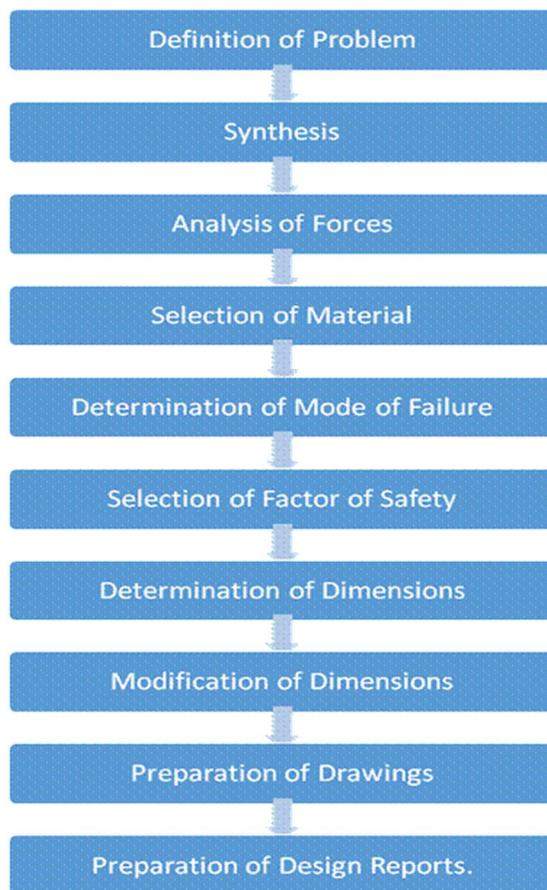 Definition of Problem
Synthesis
Analysis of Forces
Selection of Material
Determination of Mode of Failure
Selection of Factor of Safety
Determination of Dimensions
Modification of Dimensions
Preparation of Drawings
Preparation of Design Reports.